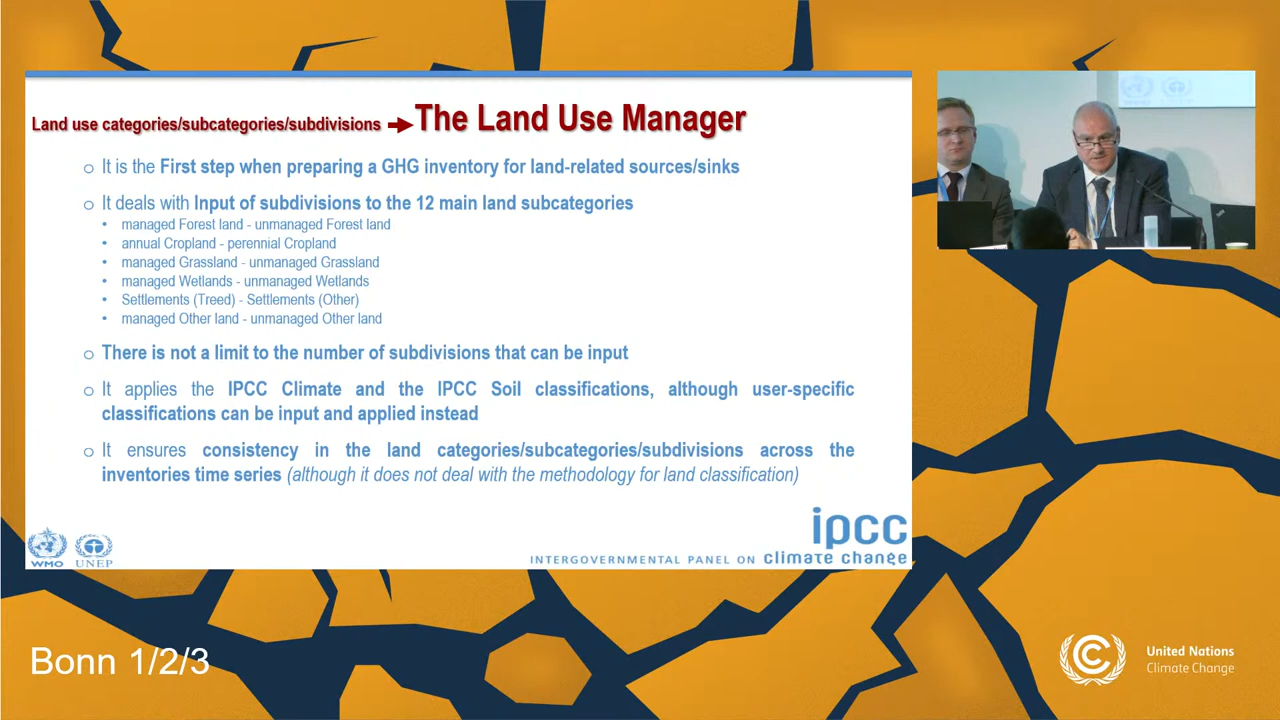 Land use categories/subcategories/subdivisions The Land Use Manager
o It is the First step when preparing a GHG inventory for land-related sources/sinks
o It deals with Input of subdivisions to the 12 main land subcategories
• managed Forest land - unmanaged Forest land
• annual Cropland - perennial Cropland
• managed Grassland - unmanaged Grassland
• managed Wetlands - unmanaged Wetlands
• Settlements (Treed) - Settlements (Other)
• managed Other land - unmanaged Other land
o There is not a limit to the number of subdivisions that can be input
o It applies the IPCC Climate and the IPCC Soil classifications, although user-specific
classifications can be input and applied instead
o It ensures consistency in the land categories/subcategories/subdivisions across the
inventories time series (although it does not deal with the methodology for land classification)
WMO UNEP
ipcc
INTERGOVERNMENTAL PANEL ON climate change
Bonn 1/2/3
United Nations
Climate Change